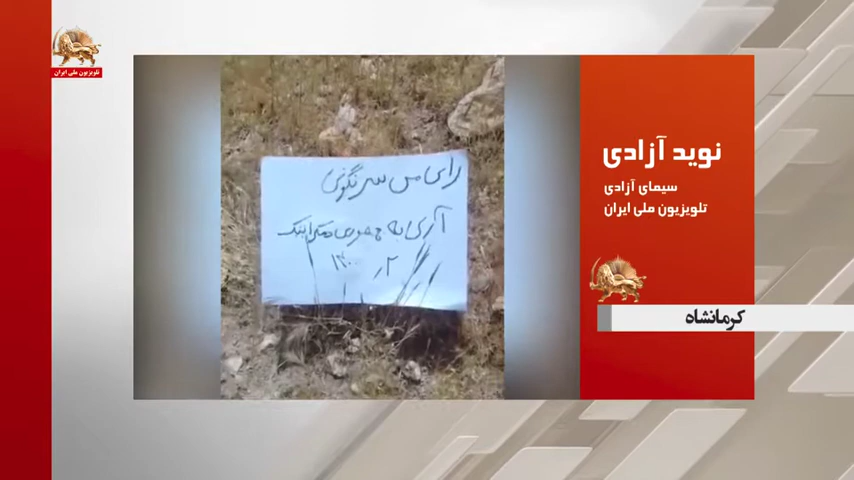 تلویزیون ملی ایران
رای من سرنگونی
آری به جمهوری دمکراتیک
۱۴۰۰ ر۲
نوید آزادی
سیمای آزادی
تلویزیون ملی ایران
کرمانشاه